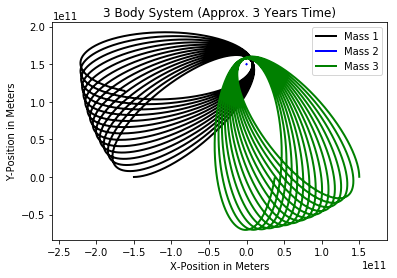 3 Body System (Approx. 3 Years Time)
1e11
2.0
1.5
1.0
0.5
0.0
−0.5
Y-Position in Meters
Mass 1
Mass 2
Mass 3
−2.5 −2.0 −1.5 −1.0 −0.5 0.0 0.5 1.0 1.5
1e11
X-Position in Meters